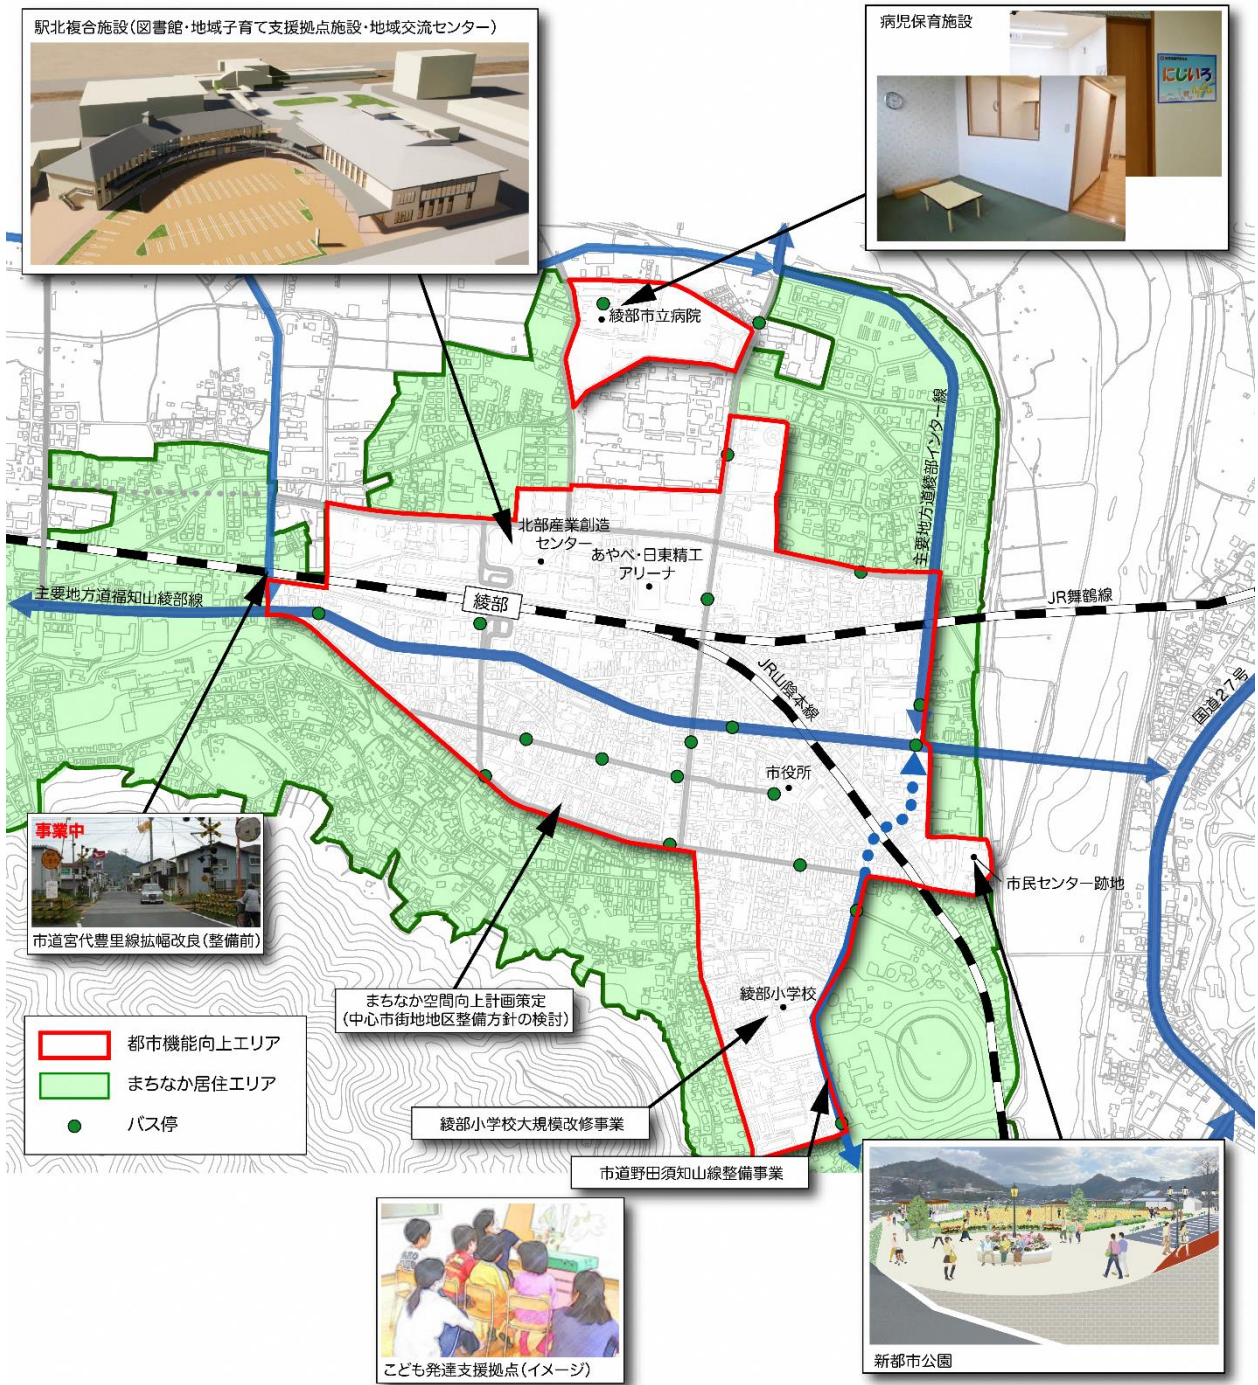 駅北複合施設(図書館・地域子育て支援拠点施設・地域交流センター)
病児保育施設
にじいろ
綾部市立病院
主要地方道綾部インター線
北部産業創造
センター
あやべ・日東精工
アリーナ
主要地方道福知山綾部線
綾部
JR舞鶴線
JR山陰本線
国道27号
市役所
事業中
市道宮代豊里線拡幅改良(整備前)
市民センター跡地
まちなか空間向上計画策定
(中心市街地地区整備方針の検討)
綾部小学校
都市機能向上エリア
まちなか居住エリア
バス停
綾部小学校大規模改修事業
市道野田須知山線整備事業
こども発達支援拠点(イメージ)
新都市公園